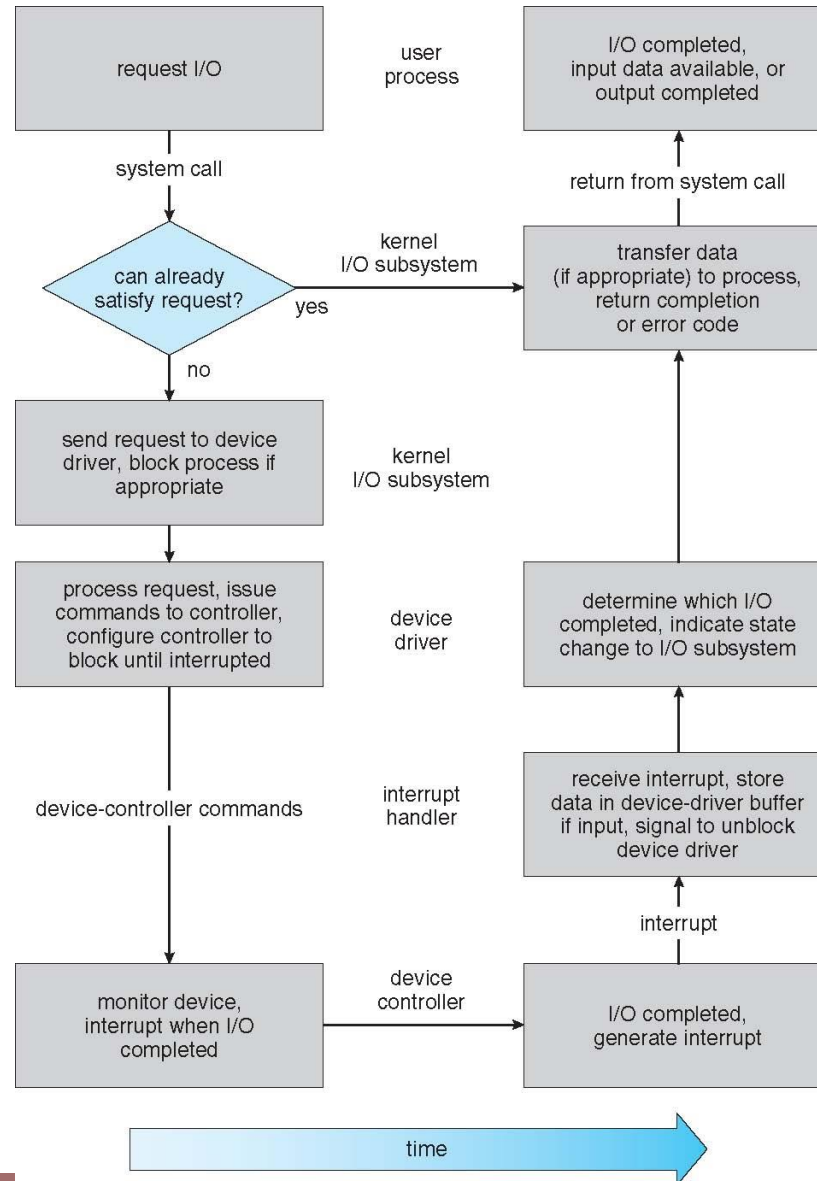 request I/O
user
process
I/O completed,
input data available, or
output completed
system call
return from system call
can already
satisfy request?
yes
kernel
I/O subsystem
transfer data
(if appropriate) to process,
return completion
or error code
no
send request to device
driver, block process if
appropriate
kernel
I/O subsystem
process request, issue
commands to controller,
configure controller to
block until interrupted
device
driver
determine which I/O
completed, indicate state
change to I/O subsystem
device-controller commands
interrupt
handler
receive interrupt, store
data in device-driver buffer
if input, signal to unblock
device driver
interrupt
monitor device,
interrupt when I/O
completed
device
controller
I/O completed,
generate interrupt
time